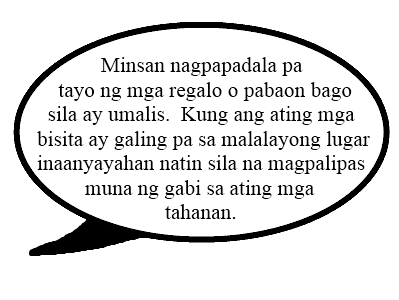 Minsan nagpapadala pa
tayo ng mga regalo o pabaon bago
sila ay umalis.  Kung ang ating mga
bisita ay galing pa sa malalayong lugar
inaanyayahan natin sila na magpalipas
muna ng gabi sa ating mga
tahanan.